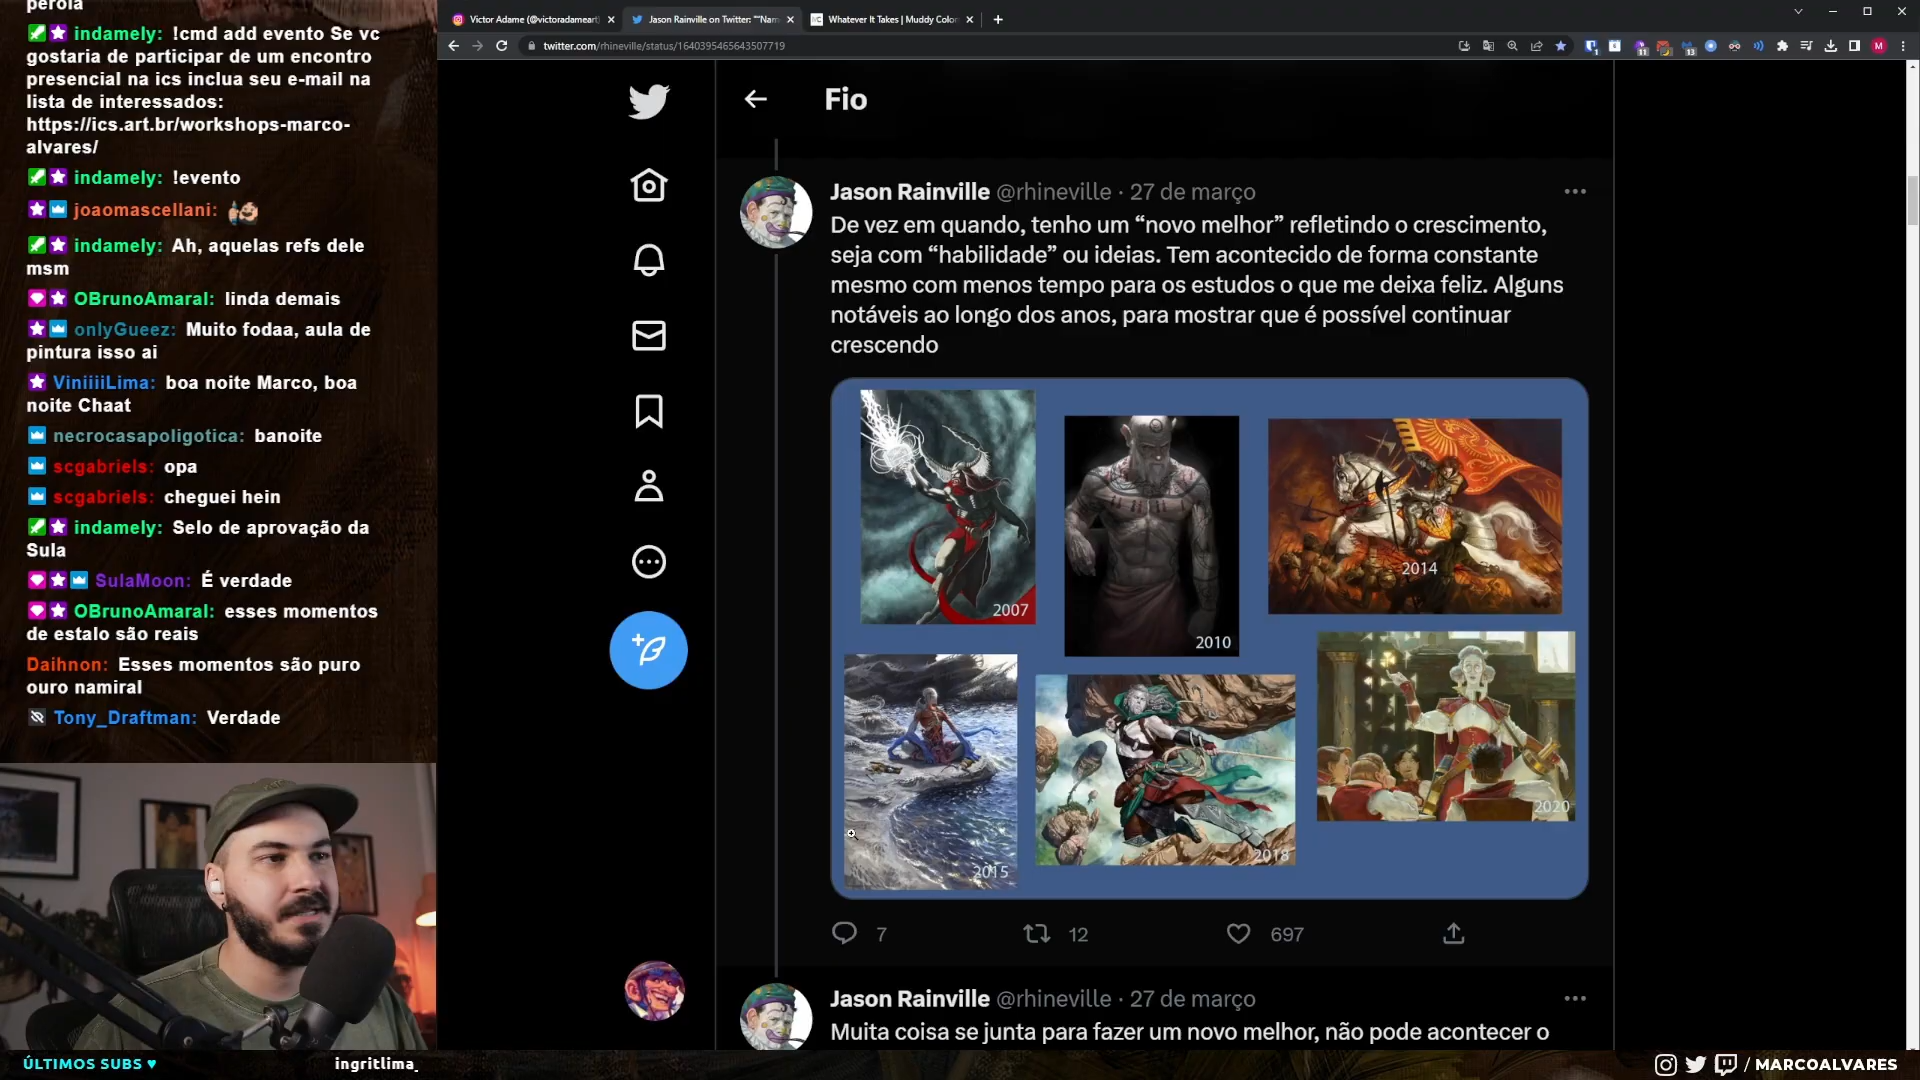 perola
indamely: !cmd add evento Se vc
gostaria de participar de um encontro
presencial na ics inclua seu e-mail na
lista de interessados:
https://ics.art.br/workshops-marco-
alvares/
indamely: !evento
joaomascellani:
indamely: Ah, aquelas refs dele
msm
OBrunoAmaral: linda demais
onlyGueez: Muito fodaa, aula de
pintura isso ai
ViniiiiLima: boa noite Marco, boa
noite Chaat
necrocasapoligotica: banoite
scgabriels: opa
scgabriels: cheguei hein
indamely: Selo de aprovação da
Sula
SulaMoon: É verdade
OBrunoAmaral: esses momentos
de estalo são reais
Daihnon: Esses momentos são puro
ouro namiral
Tony_Draftman: Verdade
ÚLTIMOS SUBS ♥
ingritlima_
Victor Adame (@victoradameart)
Jason Rainville on Twitter: ""Nam
Whatever It Takes | Muddy Colo
twitter.com/rhineville/status/1640395465643507719
11
13
M
Fio
Jason Rainville @rhineville · 27 de março
De vez em quando, tenho um “novo melhor” refletindo o crescimento,
seja com “habilidade” ou ideias. Tem acontecido de forma constante
mesmo com menos tempo para os estudos o que me deixa feliz. Alguns
notáveis ao longo dos anos, para mostrar que é possível continuar
crescendo
2007
2010
2014
2015
2018
2020
7
12
697
Jason Rainville @rhineville · 27 de março
Muita coisa se junta para fazer um novo melhor, não pode acontecer o
/ MARCOALVARES